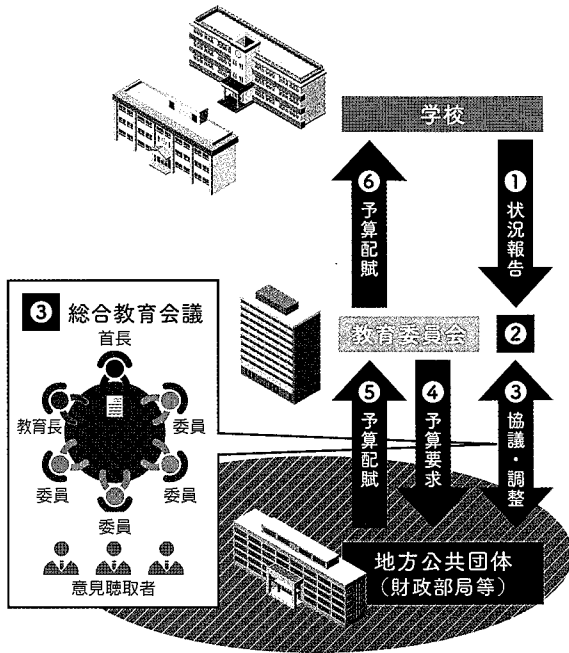 学校
❻
予算配賦
❶
状況報告
教育委員会
❷
❺
予算配賦
❹
予算要求
❸
協議・調整
地方公共団体
（財政部局等）
❸ 総合教育会議
首長
教育長
委員
委員
委員
委員
意見聴取者